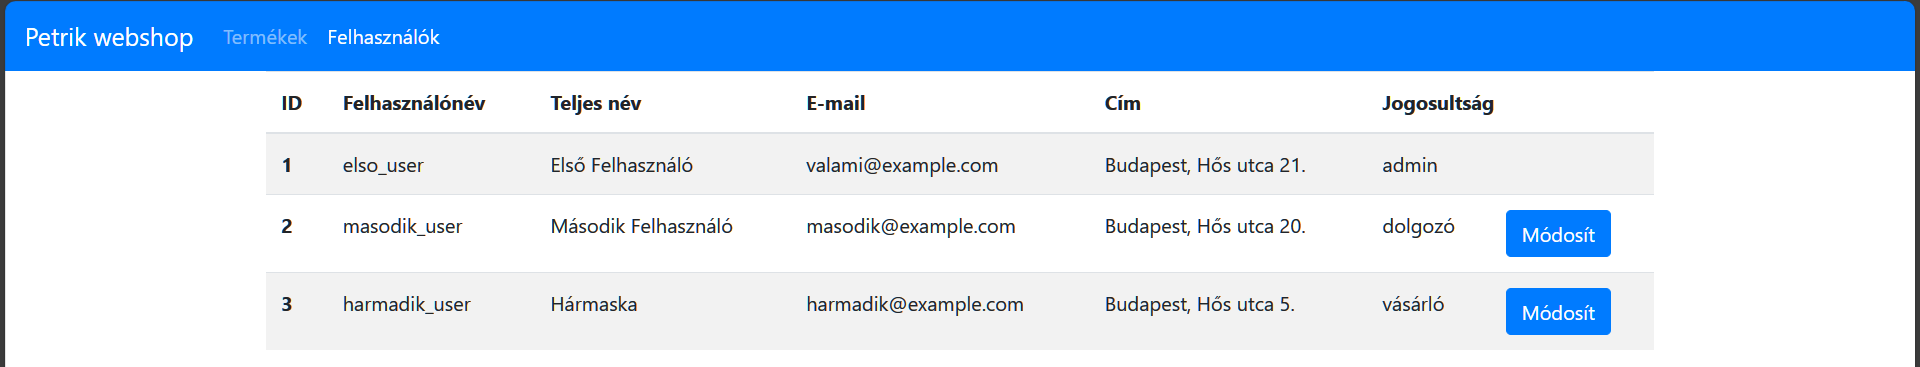 Petrik webshop Termékek Felhasználók
ID Felhasználónév Teljes név E-mail Cím Jogosultság
1 elso_user Első Felhasználó valami@example.com Budapest, Hős utca 21. admin
2 masodik_user Második Felhasználó masodik@example.com Budapest, Hős utca 20. dolgozó Módosít
3 harmadik_user Hármaska harmadik@example.com Budapest, Hős utca 5. vásárló Módosít